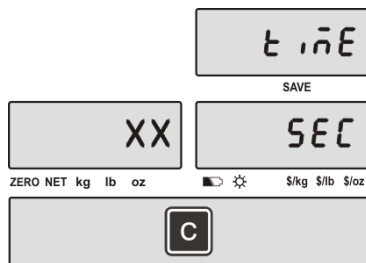 timE
SAVE
XX SEC
ZERO NET kg lb oz $/kg $/lb $/oz
C